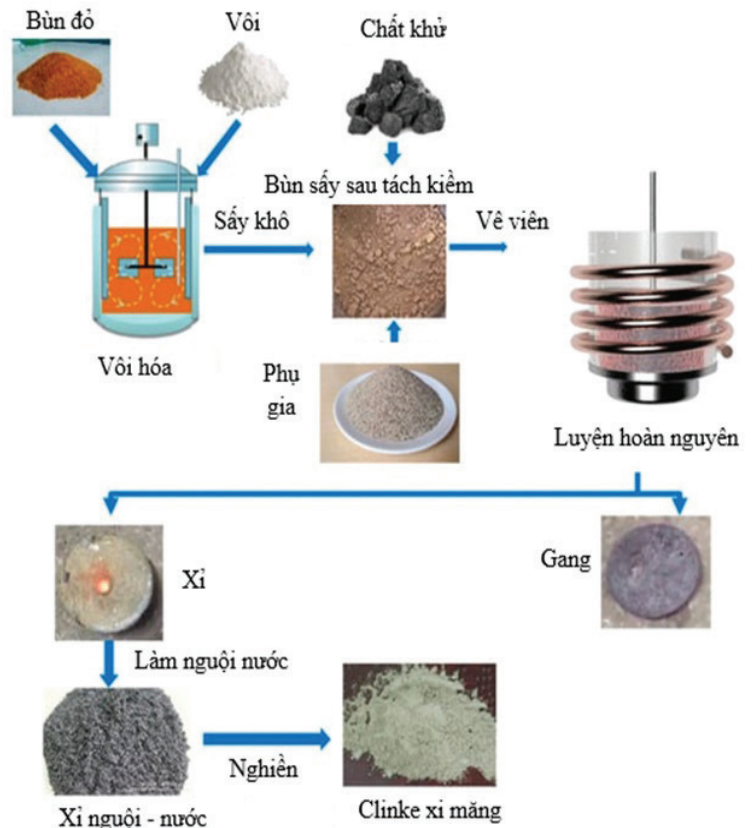 Bùn đỏ
Vôi
Chất khử
Bùn sấy sau tách kiềm
Sấy khô
Vê viên
Vôi hóa
Phụ
gia
Luyện hoàn nguyên
Xỉ
Gang
Làm nguội nước
Nghiền
Xỉ nguội - nước
Clinke xi măng